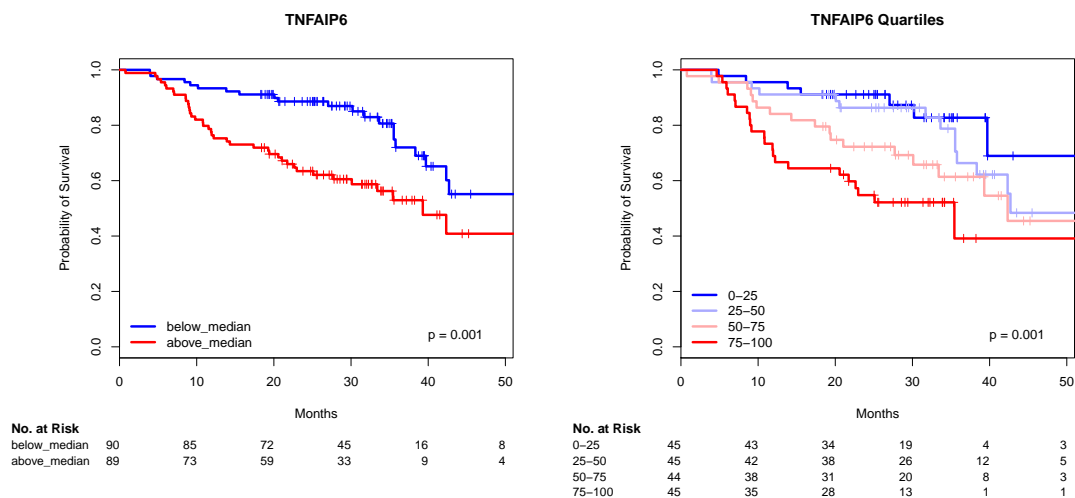 TNFAIP6
Probability of Survival
1.0
0.8
0.6
0.4
0.2
0.0
below_median
above_median
p = 0.001
0 10 20 30 40 50
Months
No. at Risk
below_median 90 85 72 45 16 8
above_median 89 73 59 33 9 4
TNFAIP6 Quartiles
Probability of Survival
1.0
0.8
0.6
0.4
0.2
0.0
0−25
25−50
50−75
75−100
p = 0.001
0 10 20 30 40 50
Months
No. at Risk
0−25 45 43 34 19 4 3
25−50 45 42 38 26 12 5
50−75 44 38 31 20 8 3
75−100 45 35 28 13 1 1